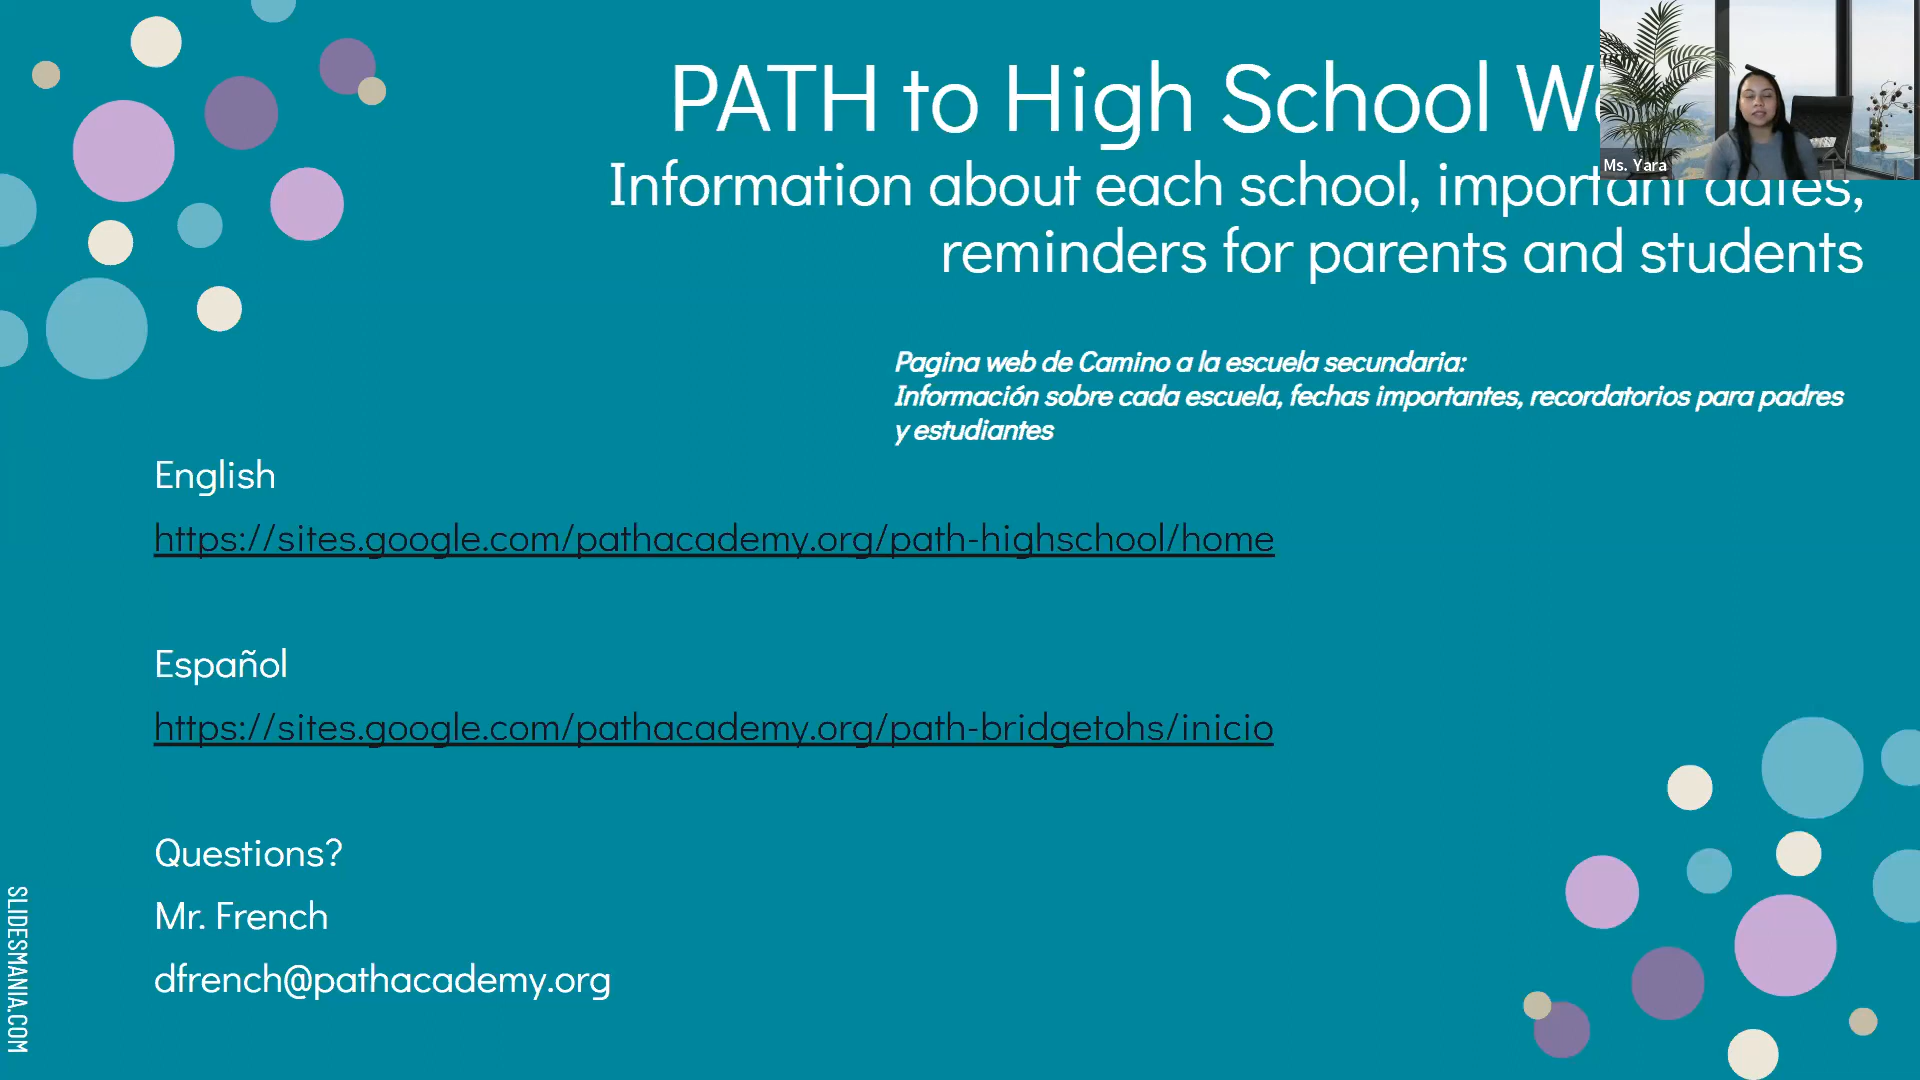 PATH to High School
Ms. Yara
Information about each school, important dates,
reminders for parents and students
Pagina web de Camino a la escuela secundaria:
Información sobre cada escuela, fechas importantes, recordatorios para padres
y estudiantes
English
https://sites.google.com/pathacademy.org/path-highschool/home
Español
https://sites.google.com/pathacademy.org/path-bridgetohs/inicio
Questions?
Mr. French
dfrench@pathacademy.org
SLIDESMANIA.COM